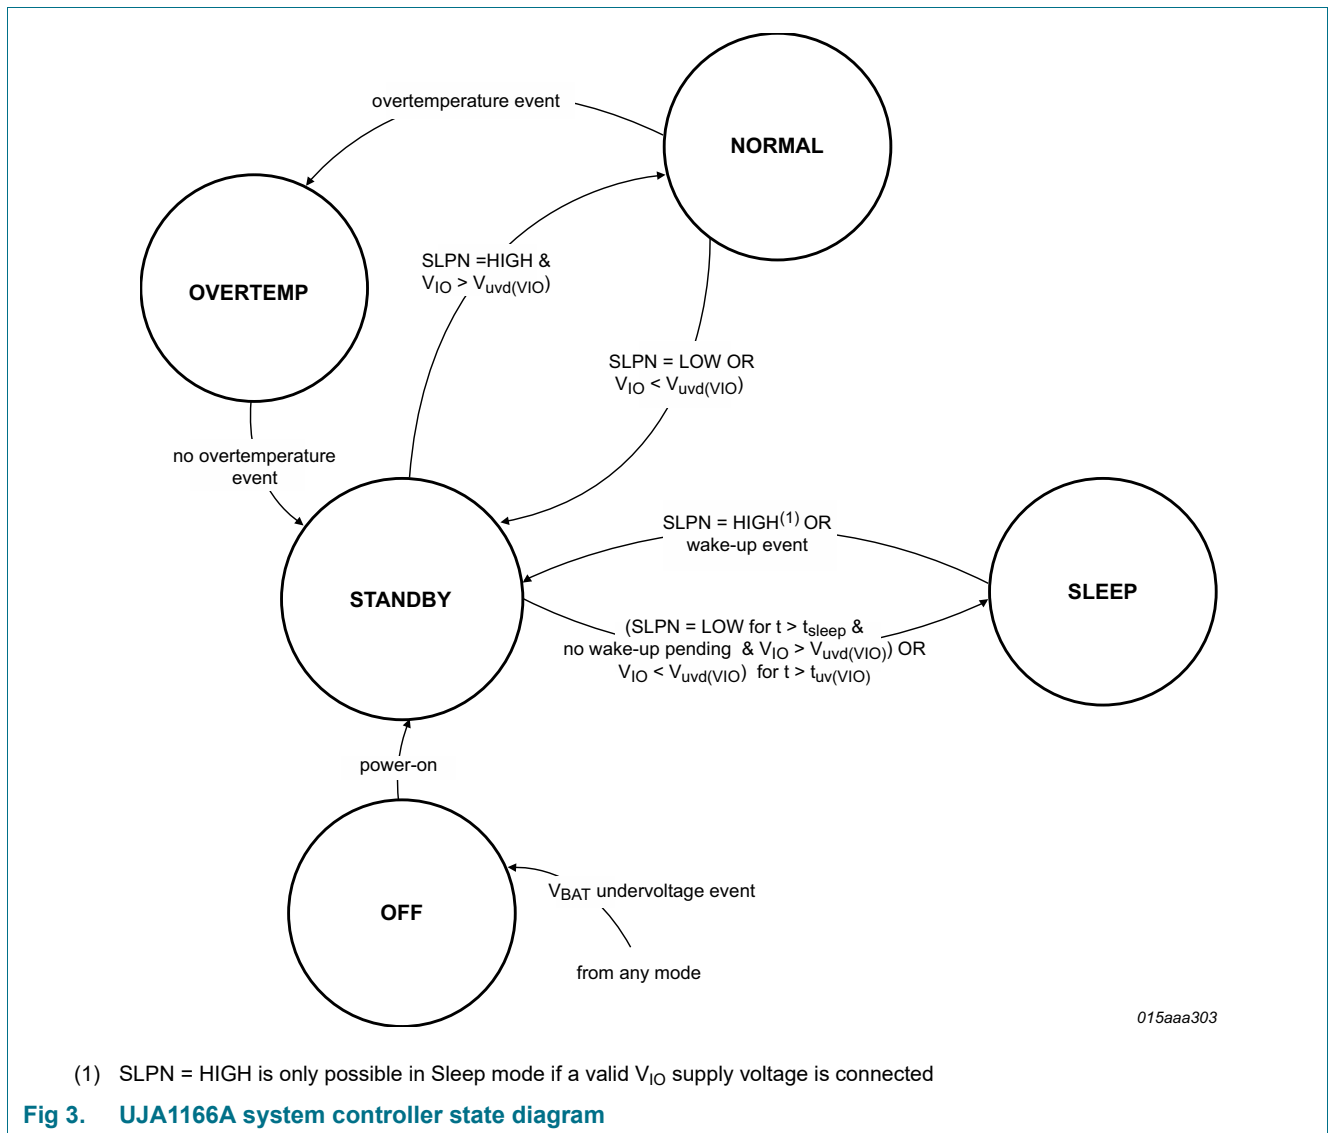 overtemperature event
NORMAL
SLPN =HIGH &
VIO > Vuvd(VIO)
OVERTEMP
SLPN = LOW OR
VIO < Vuvd(VIO)
no overtemperature
event
SLPN = HIGH(1) OR
wake-up event
STANDBY
SLEEP
(SLPN = LOW for t > tsleep &
no wake-up pending & VIO > Vuvd(VIO)) OR
VIO < Vuvd(VIO) for t > tuv(VIO)
power-on
VBAT undervoltage event
OFF
from any mode
015aaa303
(1) SLPN = HIGH is only possible in Sleep mode if a valid VIO supply voltage is connected
Fig 3. UJA1166A system controller state diagram